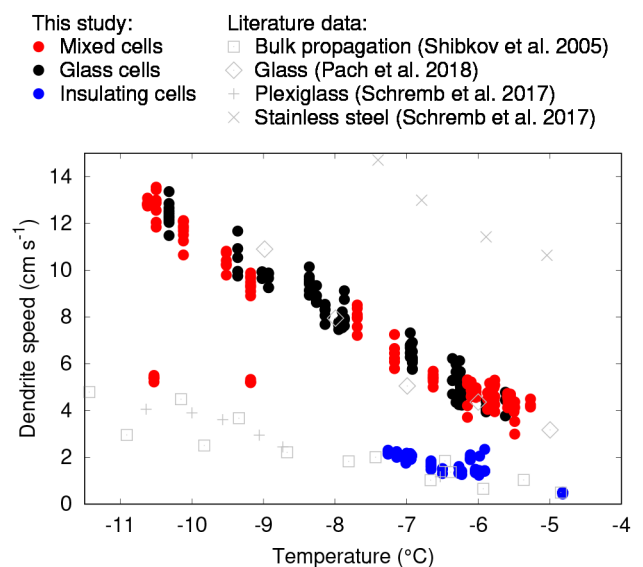 This study:
Mixed cells
Glass cells
Insulating cells
Literature data:
Bulk propagation (Shibkov et al. 2005)
Glass (Pach et al. 2018)
Plexiglass (Schremb et al. 2017)
Stainless steel (Schremb et al. 2017)
Dendrite speed (cm s⁻¹)
14
12
10
8
6
4
2
0
-11 -10 -9 -8 -7 -6 -5 -4
Temperature (°C)